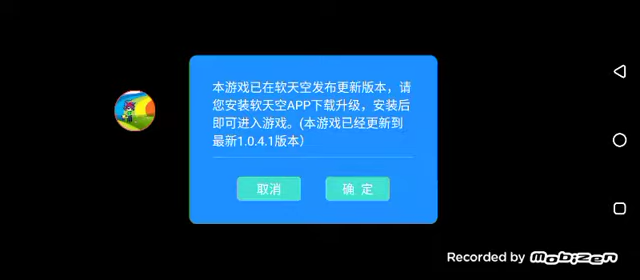 本游戏已在软天空发布更新版本，请
您安装软天空APP下载升级，安装后
即可进入游戏。(本游戏已经更新到
最新1.0.4.1版本）
取消
确 定
Recorded by Mobizen